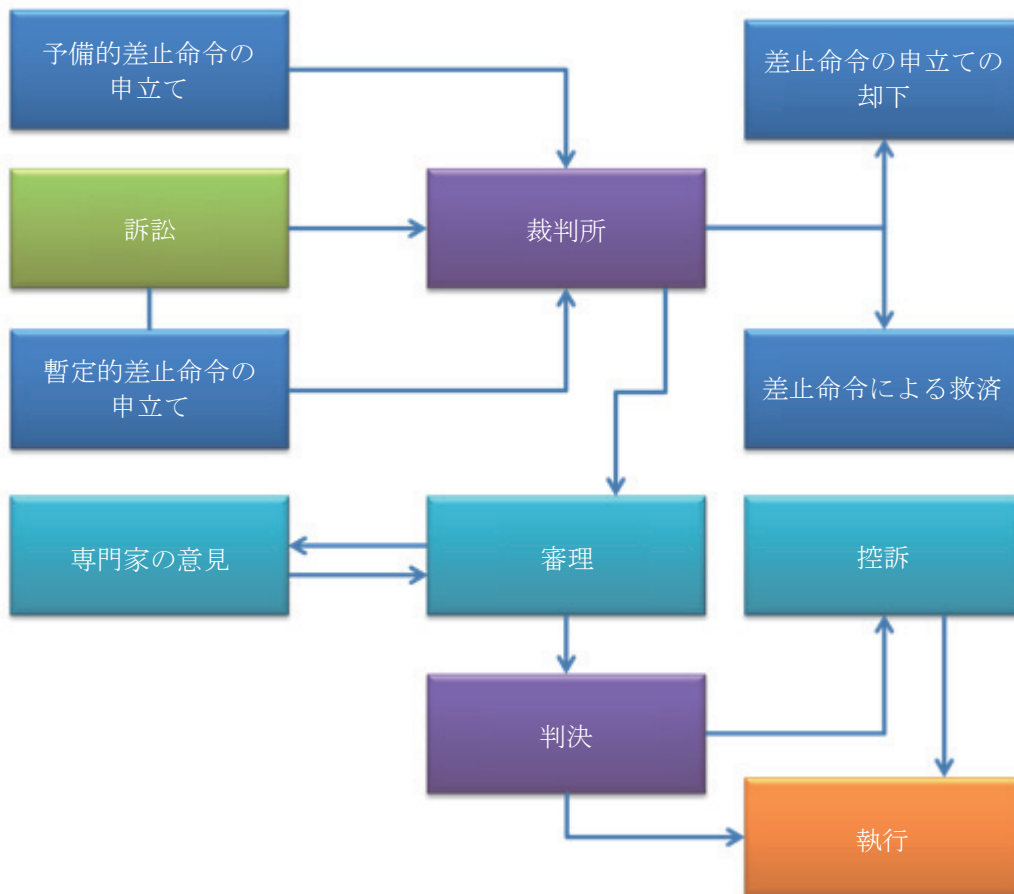 予備的差止命令の
申立て
差止命令の申立ての
却下
訴訟
裁判所
暫定的差止命令の
申立て
差止命令による救済
専門家の意見
審理
控訴
判決
執行